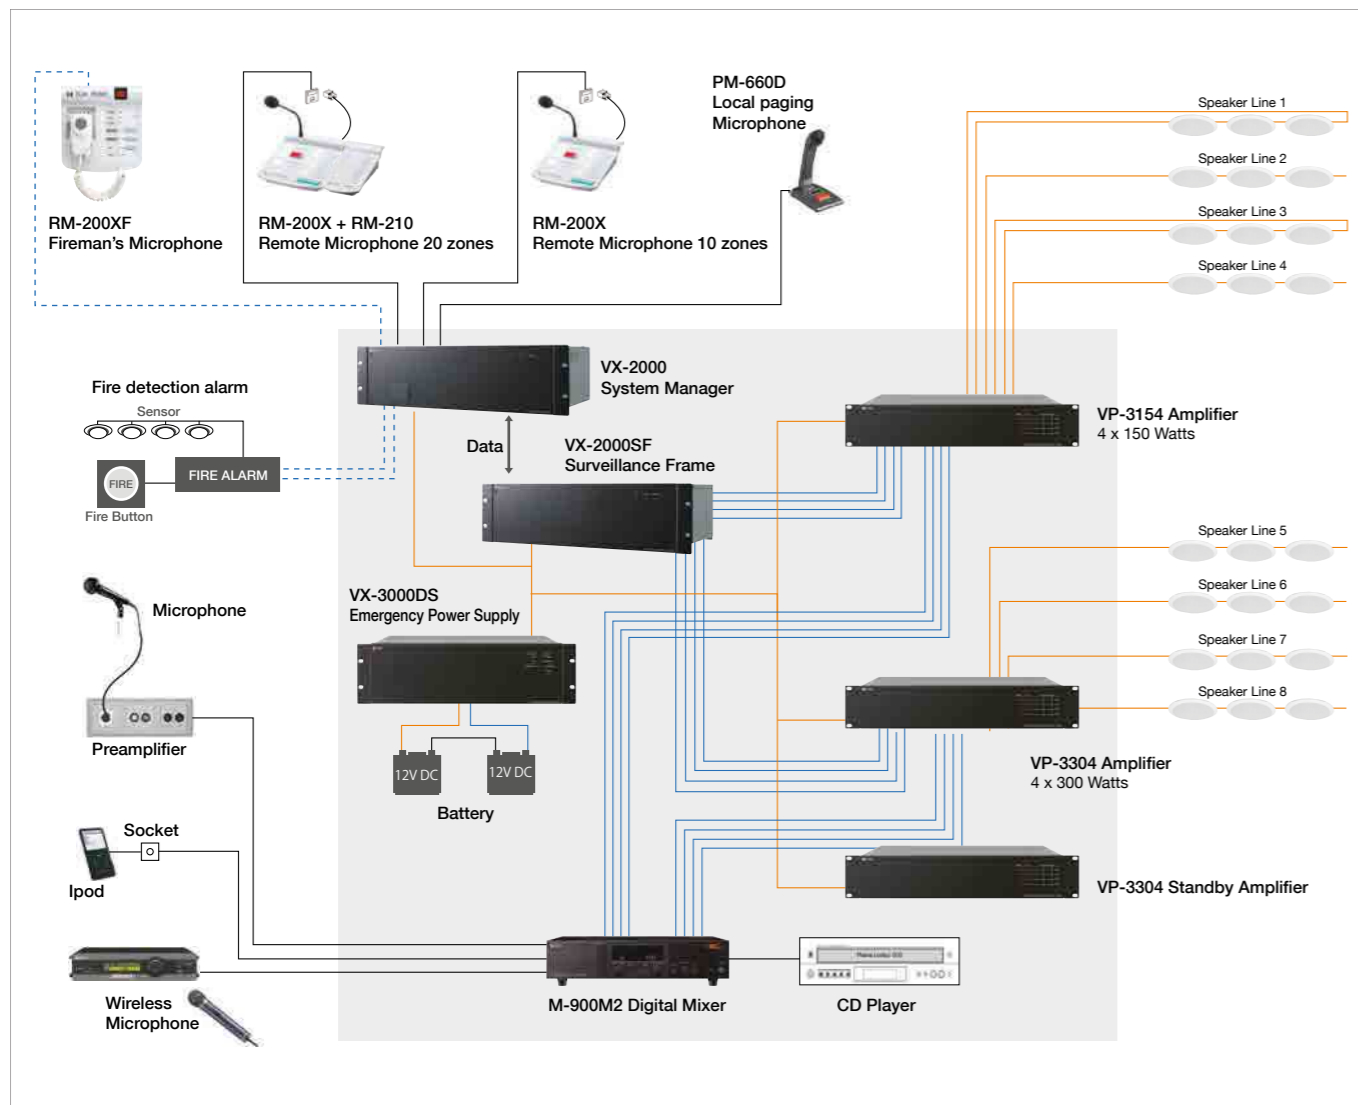 PM-660D
Local paging
Microphone
Speaker Line 1
Speaker Line 2
Speaker Line 3
Speaker Line 4
RM-200XF
Fireman's Microphone
RM-200X + RM-210
Remote Microphone 20 zones
RM-200X
Remote Microphone 10 zones
VX-2000
System Manager
Fire detection alarm
Sensor
FIRE ALARM
FIRE
Fire Button
Data
VX-2000SF
Surveillance Frame
VP-3154 Amplifier
4 x 150 Watts
Speaker Line 5
Speaker Line 6
Speaker Line 7
Speaker Line 8
Microphone
Preamplifier
VX-3000DS
Emergency Power Supply
12V DC
12V DC
Battery
VP-3304 Amplifier
4 x 300 Watts
Socket
Ipod
VP-3304 Standby Amplifier
Wireless
Microphone
M-900M2 Digital Mixer
CD Player